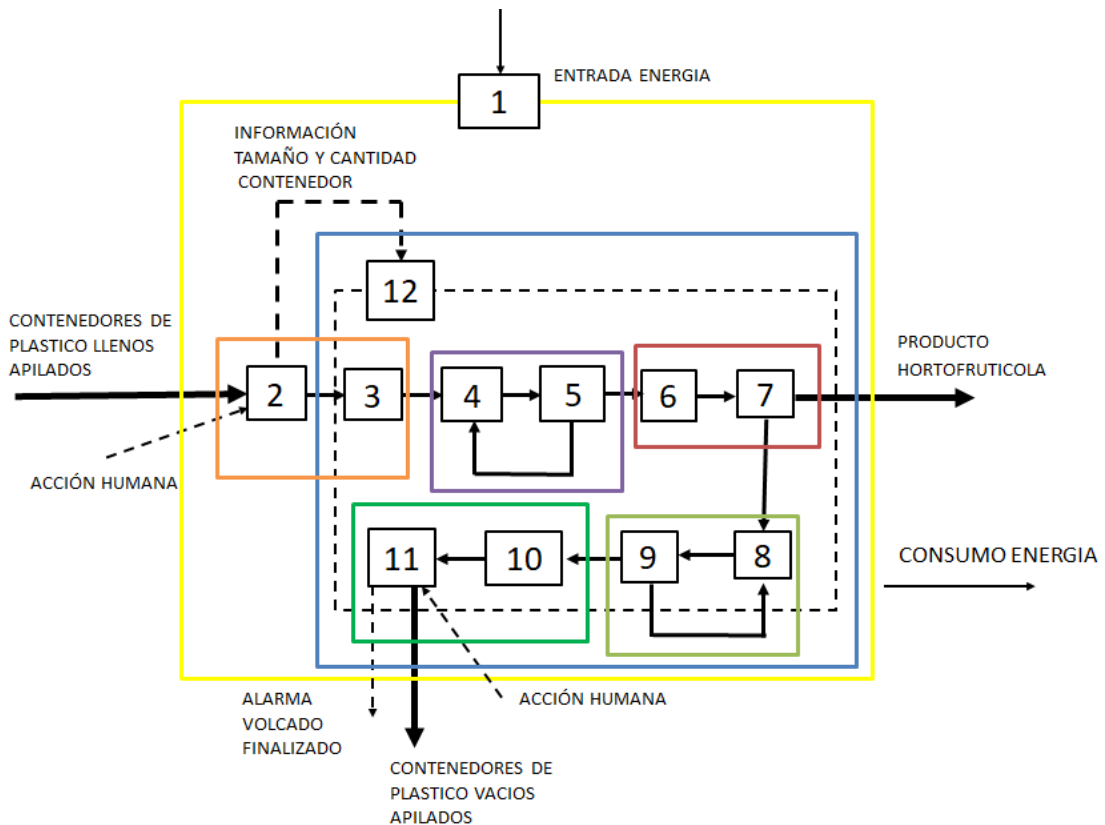 ENTRADA ENERGIA
1
INFORMACIÓN
TAMAÑO Y CANTIDAD
CONTENEDOR
12
CONTENEDORES DE
PLASTICO LLENOS
APILADOS
2
3
4
5
6
7
PRODUCTO
HORTOFRUTICOLA
ACCIÓN HUMANA
11
10
9
8
CONSUMO ENERGIA
ALARMA
VOLCADO
FINALIZADO
ACCIÓN HUMANA
CONTENEDORES DE
PLASTICO VACIOS
APILADOS